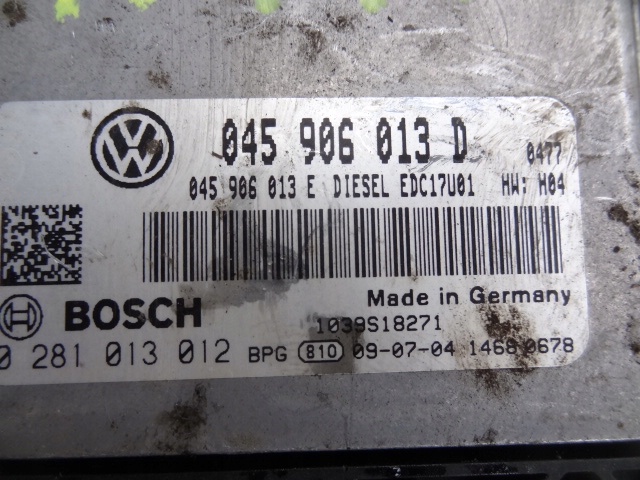 045 906 013 D 0477
045 906 013 E DIESEL EDC17U01 HW: H04
BOSCH Made in Germany
1039S18271
0 281 013 012 BPG 810 09-07-04 1468 0678